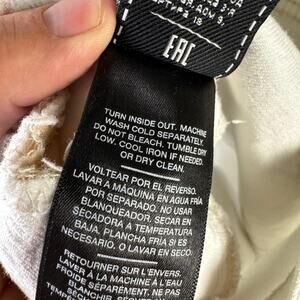 EAC
TURN INSIDE OUT. MACHINE
WASH COLD SEPARATELY.
DO NOT BLEACH. TUMBLE DRY
LOW. COOL IRON IF NEEDED.
OR DRY CLEAN.
VOLTEAR POR EL REVERSO.
LAVAR A MÁQUINA EN AGUA FRÍA
POR SEPARADO. NO USAR
BLANQUEADOR. SECAR EN
SECADORA A TEMPERATURA
BAJA. PLANCHA FRÍA SI ES
NECESARIO. O LAVAR EN SECO.
RETOURNER SUR L'ENVERS.
LAVER À LA MACHINE À L'EAU
FROIDE SÉPARÉMENT. NE PAS
BLANCHIR. SÉCHER